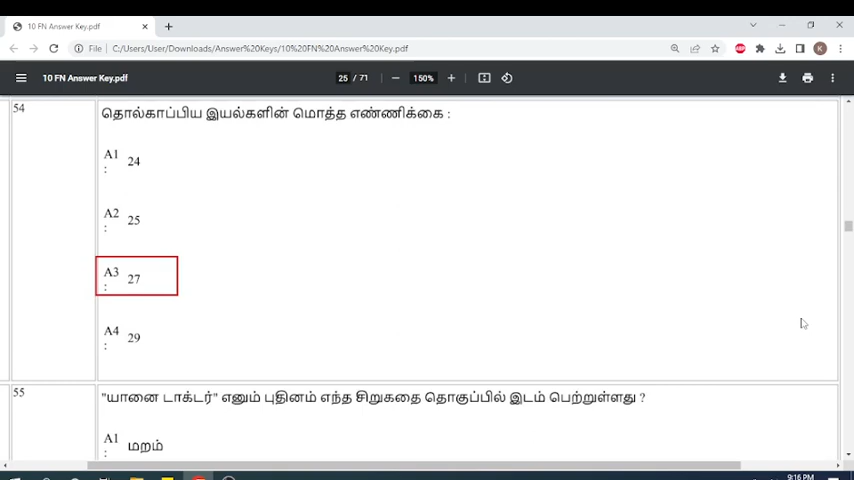 10 FN Answer Key.pdf
File C:/Users/User/Downloads/Answer%20Keys/10%20FN%20Answer%20Key.pdf
ABP
K
10 FN Answer Key.pdf
25 / 71
150%
54
தொல்காப்பிய இயல்களின் மொத்த எண்ணிக்கை :
A1 24
:
A2 25
:
A3 27
:
A4 29
:
55
"யானை டாக்டர்" எனும் புதினம் எந்த சிறுகதை தொகுப்பில் இடம் பெற்றுள்ளது ?
A1 மறம்
:
9:16 PM